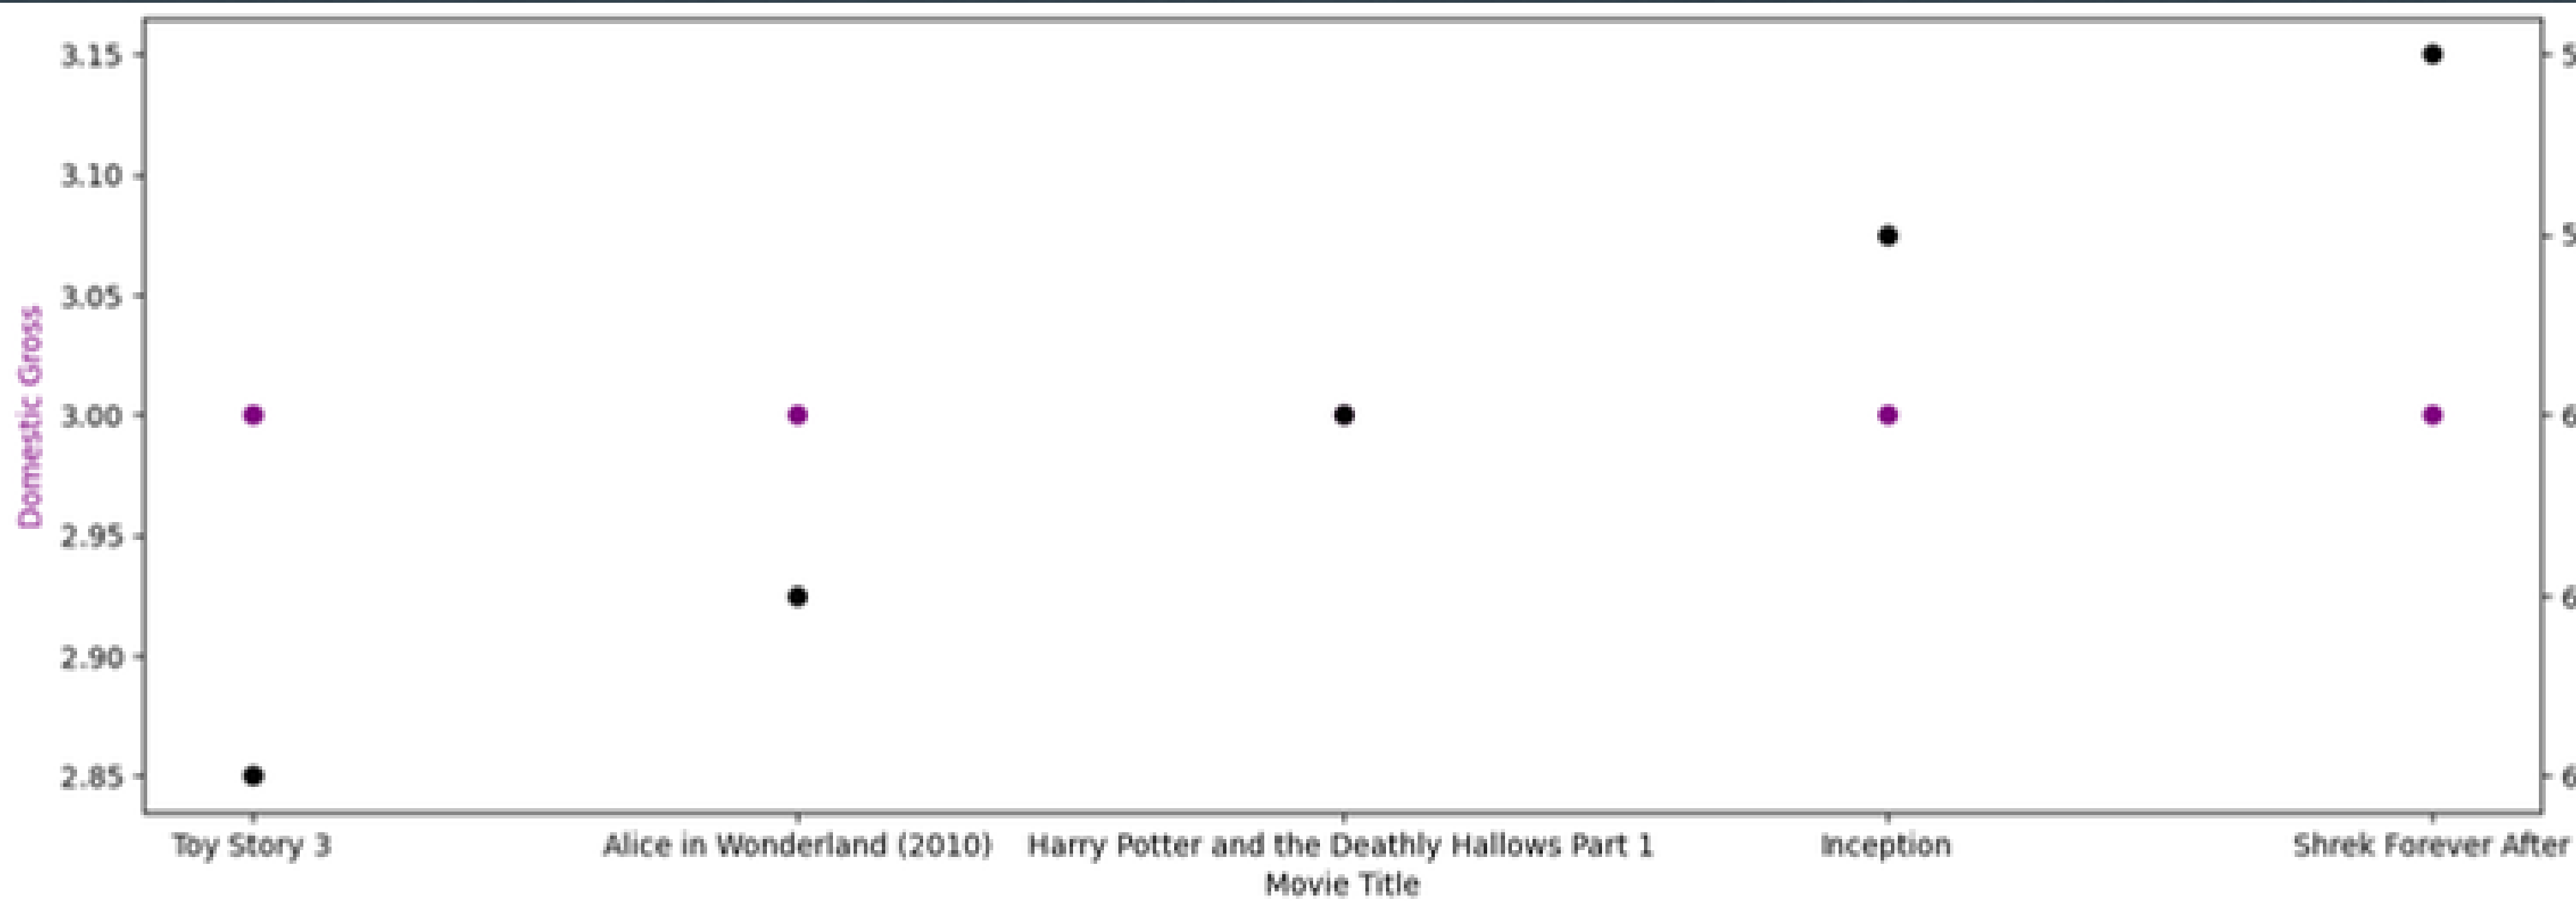 3.15
3.10
3.05
3.00
2.95
2.90
2.85
Domestic Gross
Toy Story 3
Alice in Wonderland (2010)
Harry Potter and the Deathly Hallows Part 1
Inception
Shrek Forever After
Movie Title